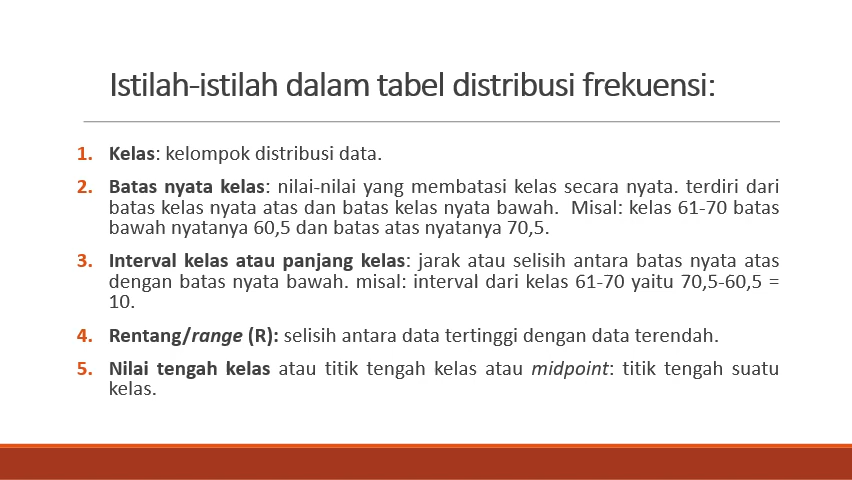 Istilah-istilah dalam tabel distribusi frekuensi:
1. Kelas: kelompok distribusi data.
2. Batas nyata kelas: nilai-nilai yang membatasi kelas secara nyata. terdiri dari
batas kelas nyata atas dan batas kelas nyata bawah. Misal: kelas 61-70 batas
bawah nyatanya 60,5 dan batas atas nyatanya 70,5.
3. Interval kelas atau panjang kelas: jarak atau selisih antara batas nyata atas
dengan batas nyata bawah. misal: interval dari kelas 61-70 yaitu 70,5-60,5 =
10.
4. Rentang/range (R): selisih antara data tertinggi dengan data terendah.
5. Nilai tengah kelas atau titik tengah kelas atau midpoint: titik tengah suatu
kelas.